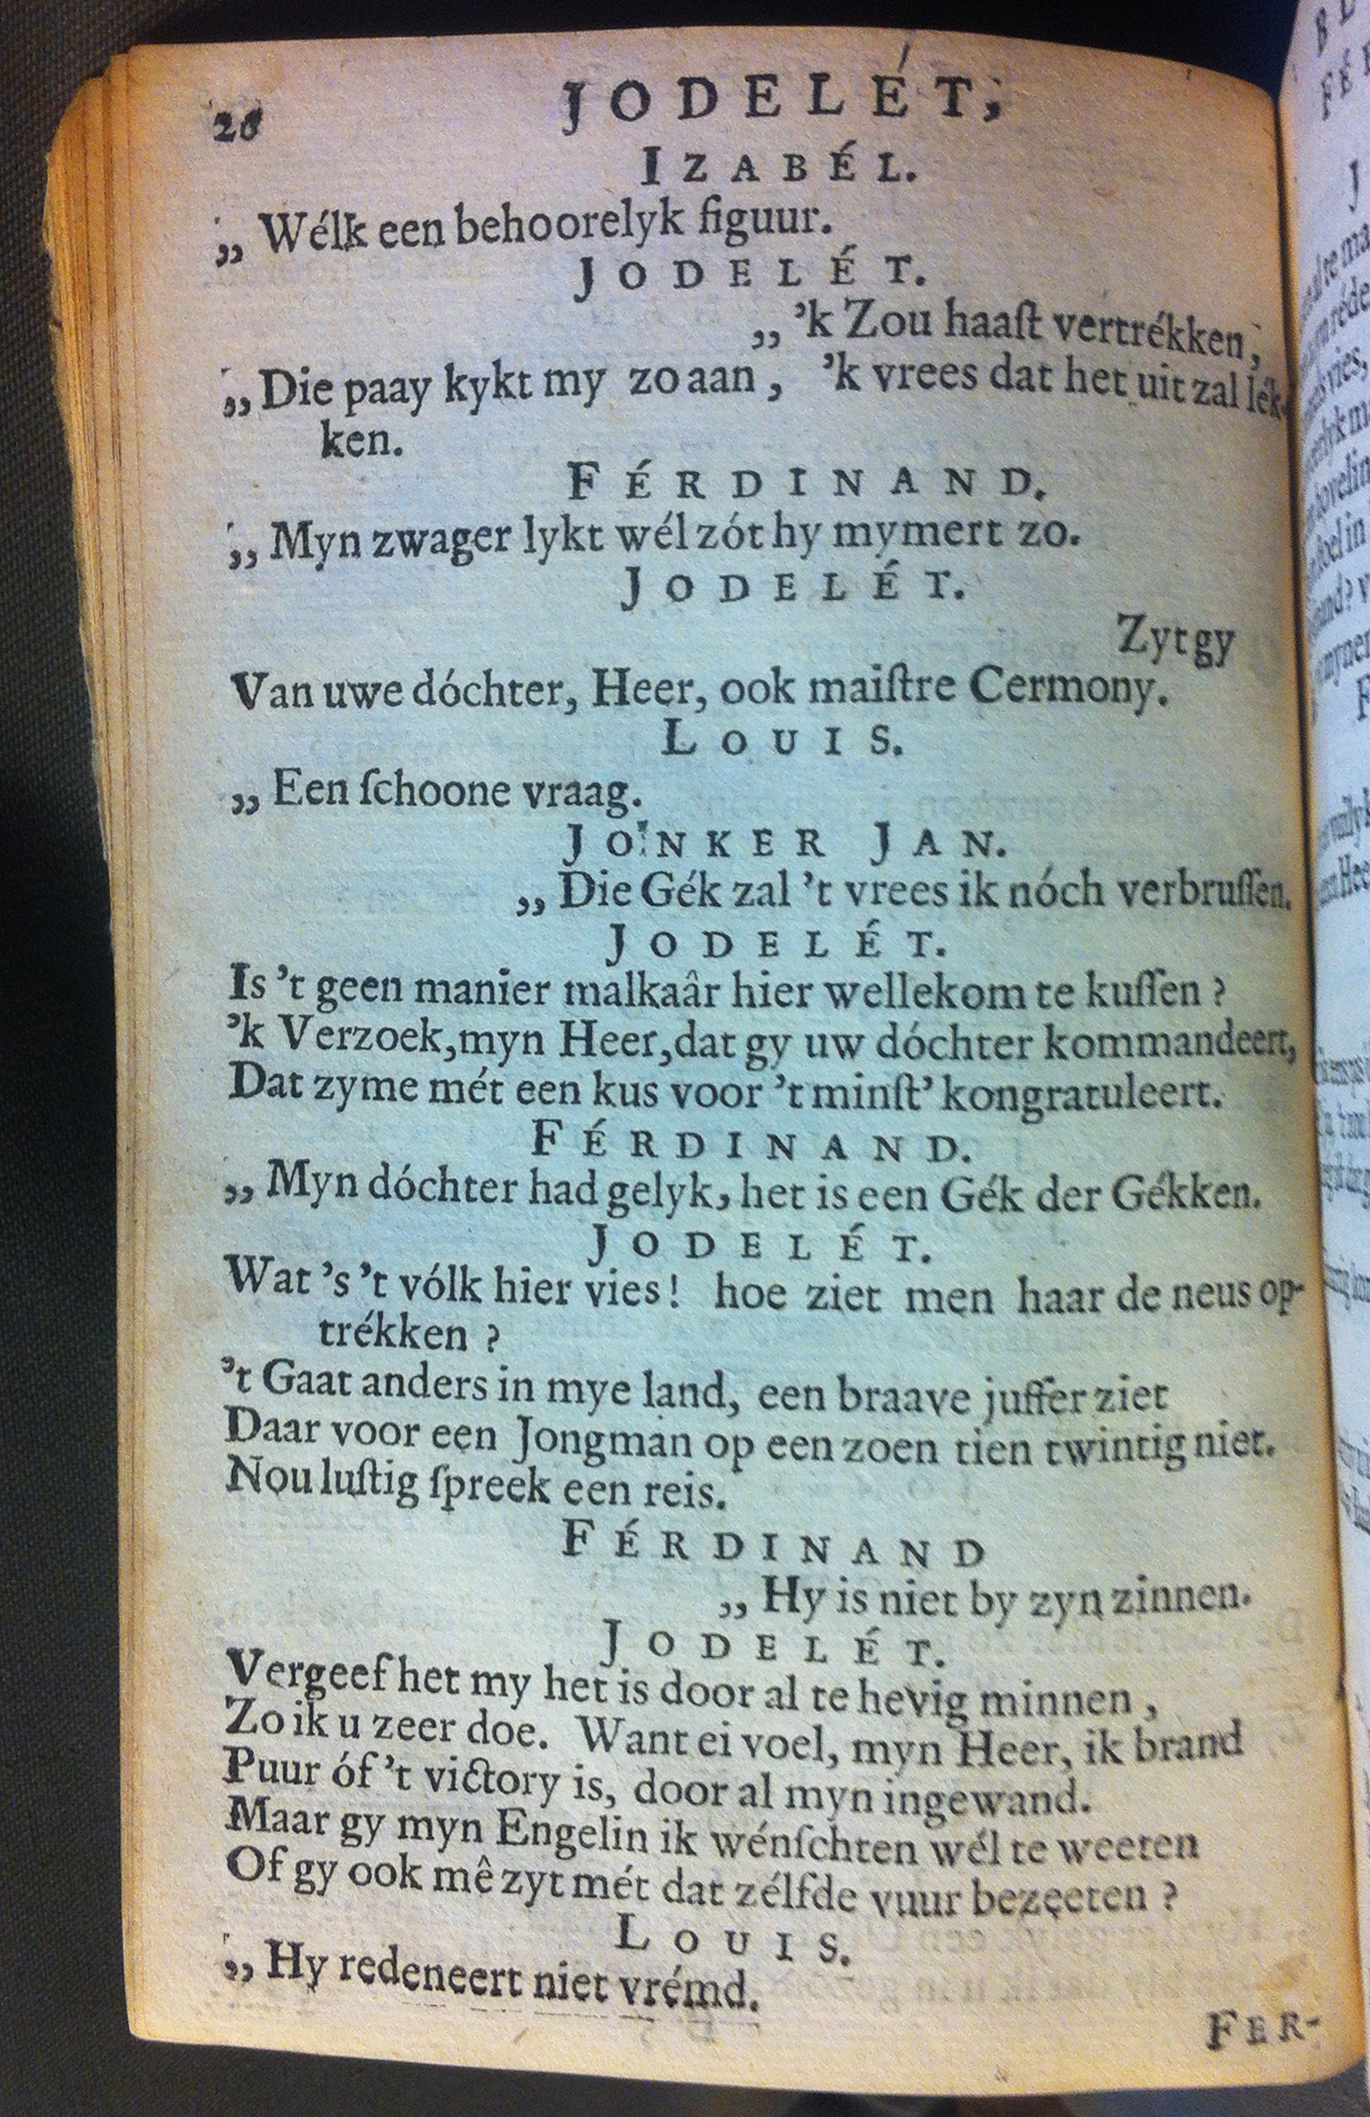 26 JODELÉT,
IZABÉL.
,, Wélk een behoorelyk figuur.
JODELÉT.
,, 'k Zou haaſt vertrékken,
,, Die paay kykt my zo aan, 'k vrees dat het uit zal lék-
ken.
FÉRDINAND.
,, Myn zwager lykt wél zót hy mymert zo.
JODELÉT.
Zyt gy
Van uwe dóchter, Heer, ook maiſtre Cermony.
LOUIS.
,, Een ſchoone vraag.
JONKER JAN.
,, Die Gék zal 't vrees ik nóch verbruſſen.
JODELÉT.
Is 't geen manier malkaâr hier wellekom te kuſſen?
'k Verzoek, myn Heer, dat gy uw dóchter kommandeert,
Dat zy me mét een kus voor 't minſt' kongratuleert.
FÉRDINAND.
,, Myn dóchter had gelyk, het is een Gék der Gékken.
JODELÉT.
Wat 's 't vólk hier vies! hoe ziet men haar de neus op-
trékken?
't Gaat anders in mye land, een braave juffer ziet
Daar voor een Jongman op een zoen tien twintig niet.
Nou luſtig ſpreek een reis.
FÉRDINAND
,, Hy is niet by zyn zinnen.
JODELÉT.
Vergeef het my het is door al te hevig minnen,
Zo ik u zeer doe. Want ei voel, myn Heer, ik brand
Puur óf 't victory is, door al myn ingewand.
Maar gy myn Engelin ik wénſchten wél te weeten
Of gy ook mê zyt mét dat zélfde vuur bezeeten?
LOUIS.
,, Hy redeneert niet vrémd.
FER-